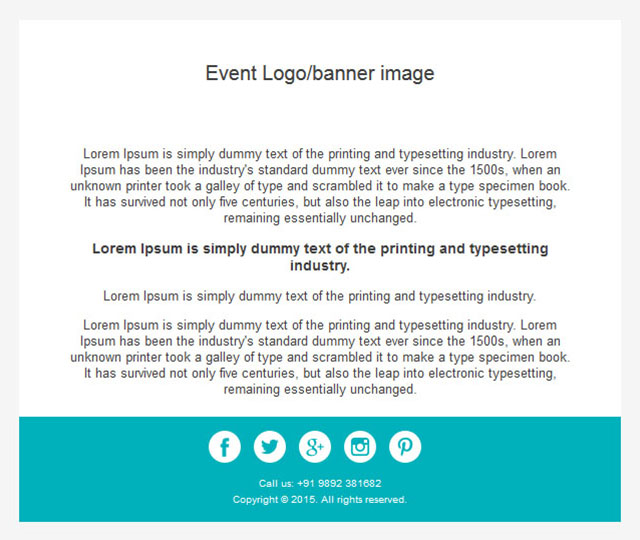 Event Logo/banner image
Lorem Ipsum is simply dummy text of the printing and typesetting industry. Lorem
Ipsum has been the industry's standard dummy text ever since the 1500s, when an
unknown printer took a galley of type and scrambled it to make a type specimen book.
It has survived not only five centuries, but also the leap into electronic typesetting,
remaining essentially unchanged.
Lorem Ipsum is simply dummy text of the printing and typesetting
industry.
Lorem Ipsum is simply dummy text of the printing and typesetting industry.
Lorem Ipsum is simply dummy text of the printing and typesetting industry. Lorem
Ipsum has been the industry's standard dummy text ever since the 1500s, when an
unknown printer took a galley of type and scrambled it to make a type specimen book.
It has survived not only five centuries, but also the leap into electronic typesetting,
remaining essentially unchanged.
Call us: +91 9892 381682
Copyright © 2015. All rights reserved.